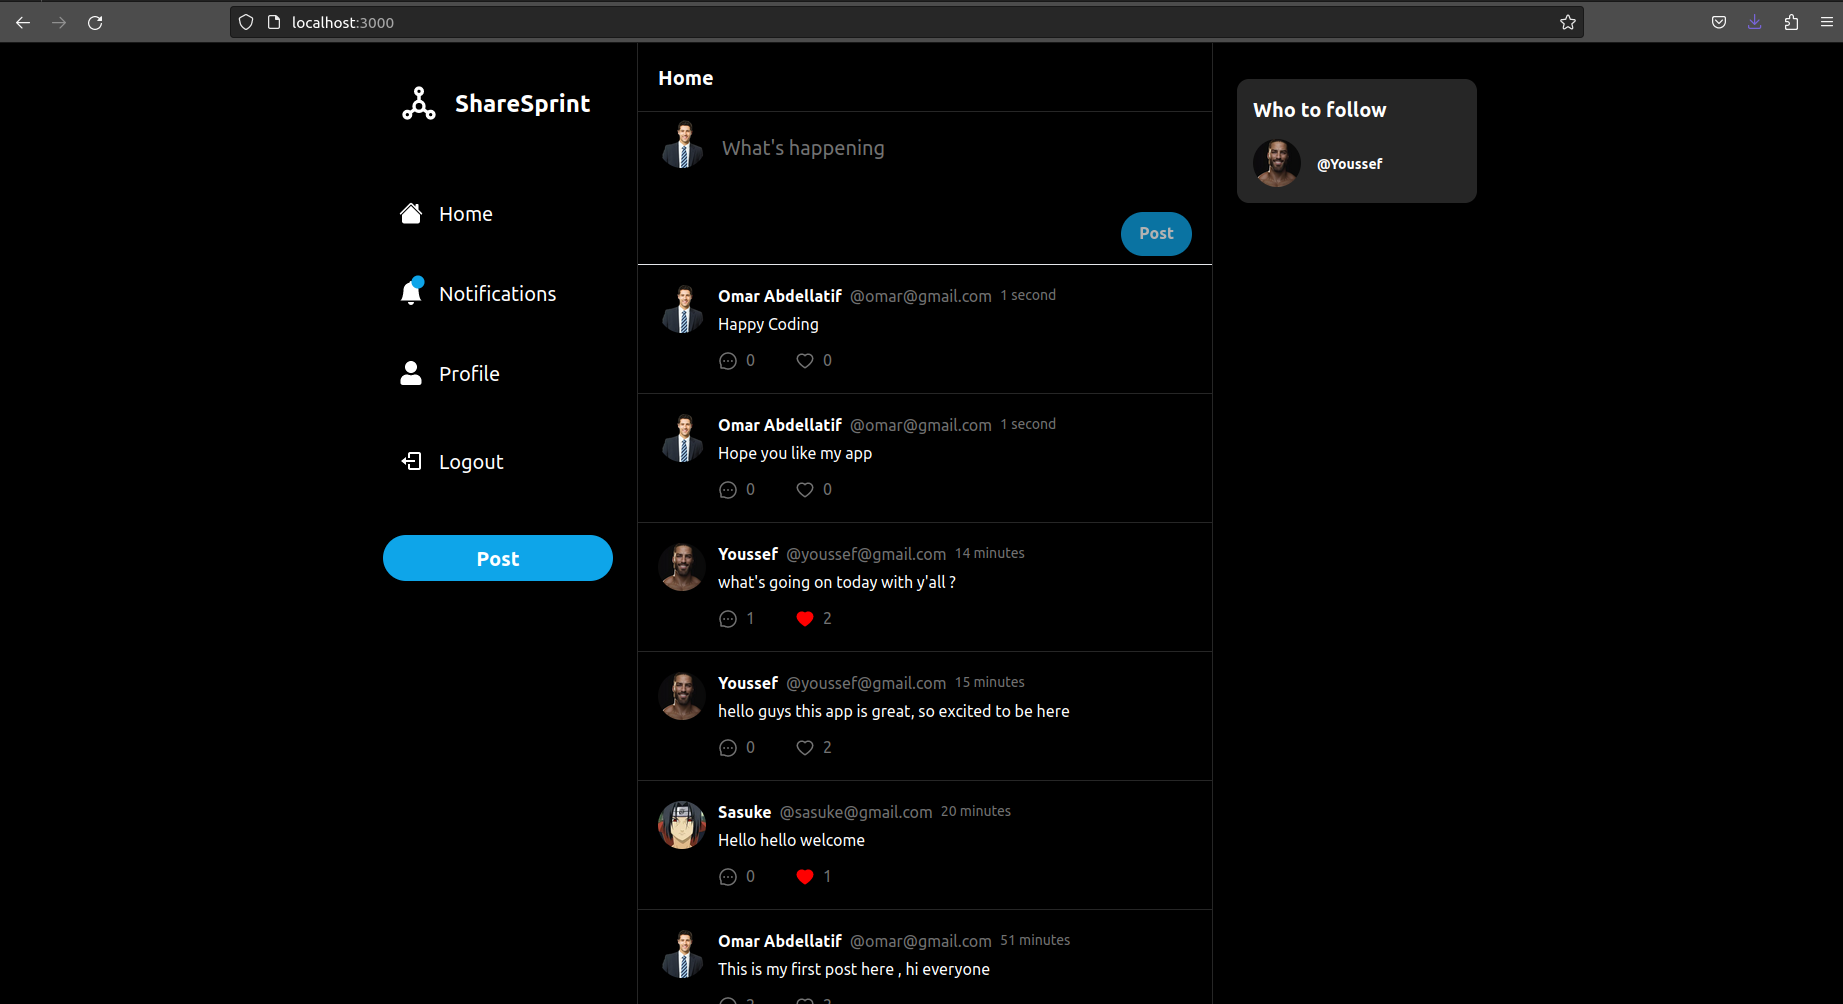 localhost:3000
ShareSprint
Home
Notifications
Profile
Logout
Post
Home
What's happening
Post
Omar Abdellatif @omar@gmail.com 1 second
Happy Coding
0 0
Omar Abdellatif @omar@gmail.com 1 second
Hope you like my app
0 0
Youssef @youssef@gmail.com 14 minutes
what's going on today with y'all ?
1 2
Youssef @youssef@gmail.com 15 minutes
hello guys this app is great, so excited to be here
0 2
Sasuke @sasuke@gmail.com 20 minutes
Hello hello welcome
0 1
Omar Abdellatif @omar@gmail.com 51 minutes
This is my first post here , hi everyone
Who to follow
@Youssef